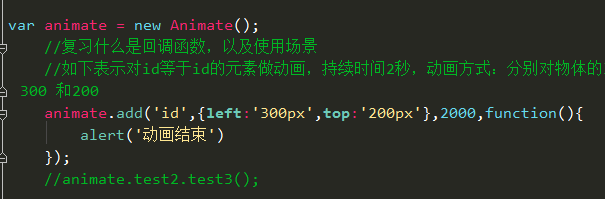 var animate = new Animate();
//复习什么是回调函数，以及使用场景
//如下表示对id等于id的元素做动画，持续时间2秒，动画方式：分别对物体的
300 和200
animate.add('id',{left:'300px',top:'200px'},2000,function(){
alert('动画结束')
});
//animate.test2.test3();